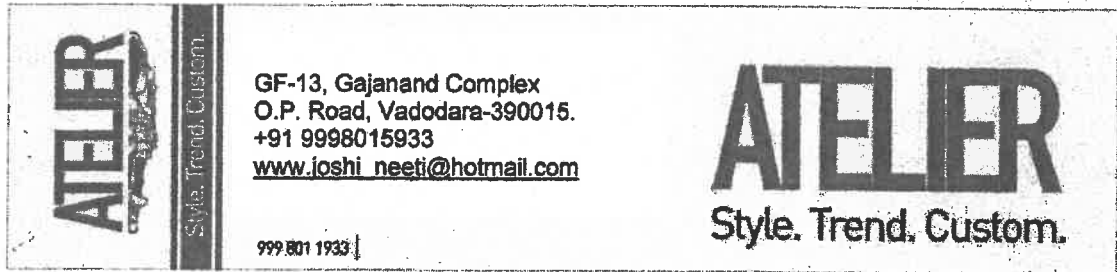 ATELIER
Style. Trend. Custom.
GF-13, Gajanand Complex
O.P. Road, Vadodara-390015.
+91 9998015933
www.joshi_neeti@hotmail.com
999 801 1933
ATELIER
Style. Trend. Custom.